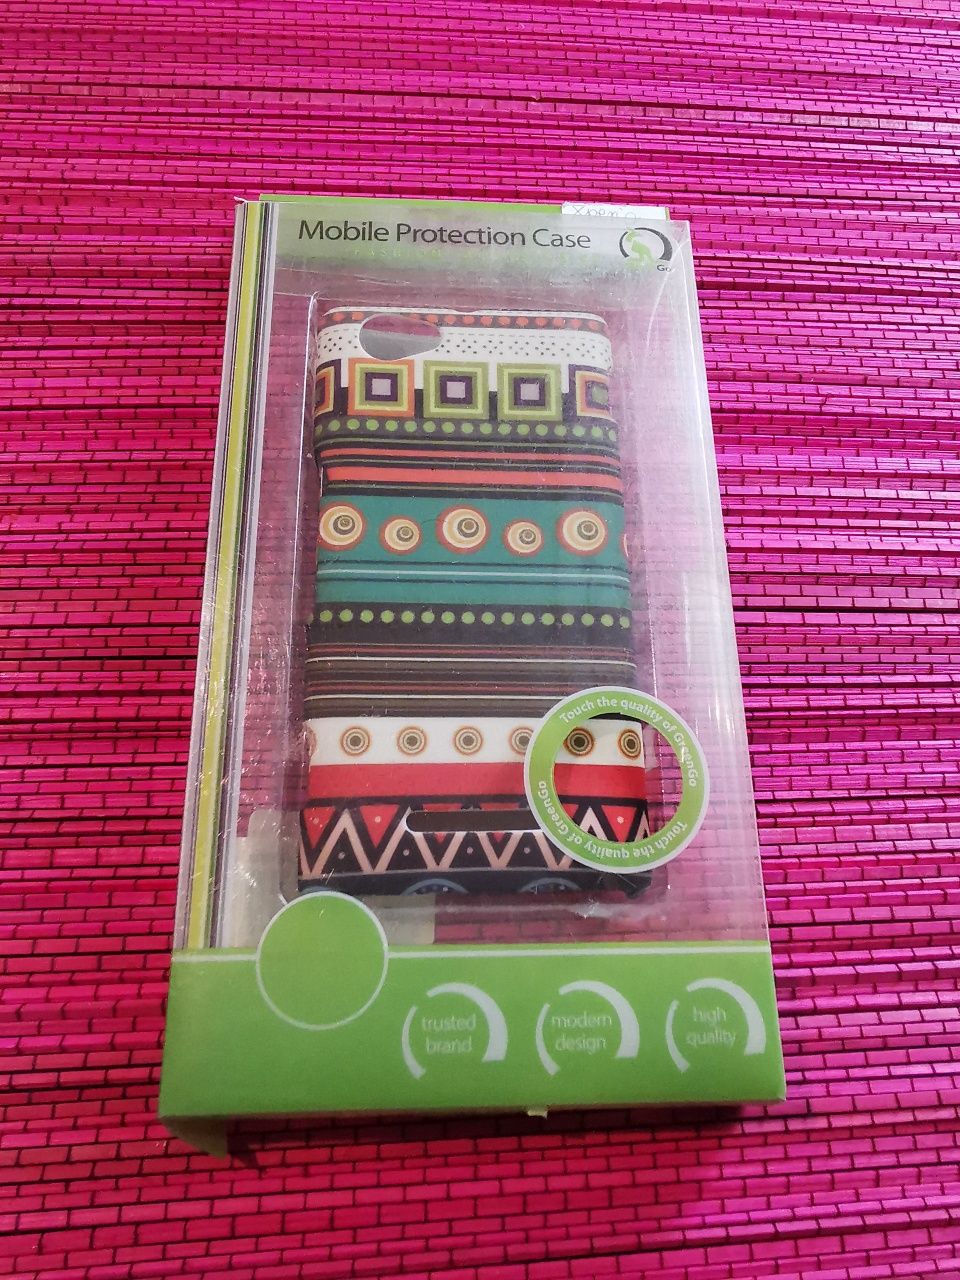 Mobile Protection Case
Go
Touch the quality of GreenGo
Touch the quality of GreenGo
trusted
brand
modern
design
high
quality